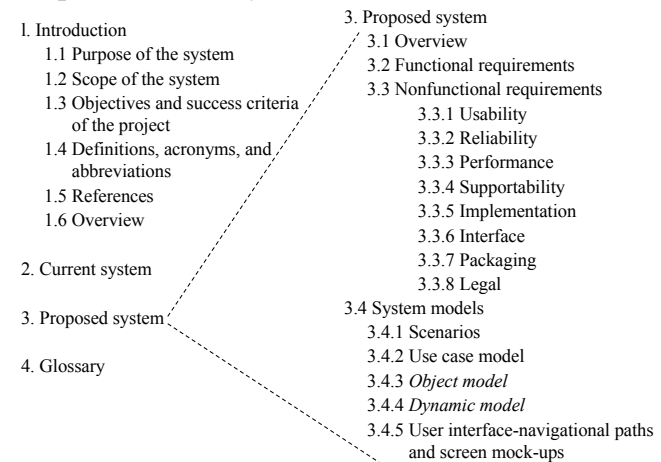 l. Introduction
1.1 Purpose of the system
1.2 Scope of the system
1.3 Objectives and success criteria
of the project
1.4 Definitions, acronyms, and
abbreviations
1.5 References
1.6 Overview
2. Current system
3. Proposed system
4. Glossary
3. Proposed system
3.1 Overview
3.2 Functional requirements
3.3 Nonfunctional requirements
3.3.1 Usability
3.3.2 Reliability
3.3.3 Performance
3.3.4 Supportability
3.3.5 Implementation
3.3.6 Interface
3.3.7 Packaging
3.3.8 Legal
3.4 System models
3.4.1 Scenarios
3.4.2 Use case model
3.4.3 Object model
3.4.4 Dynamic model
3.4.5 User interface-navigational paths
and screen mock-ups